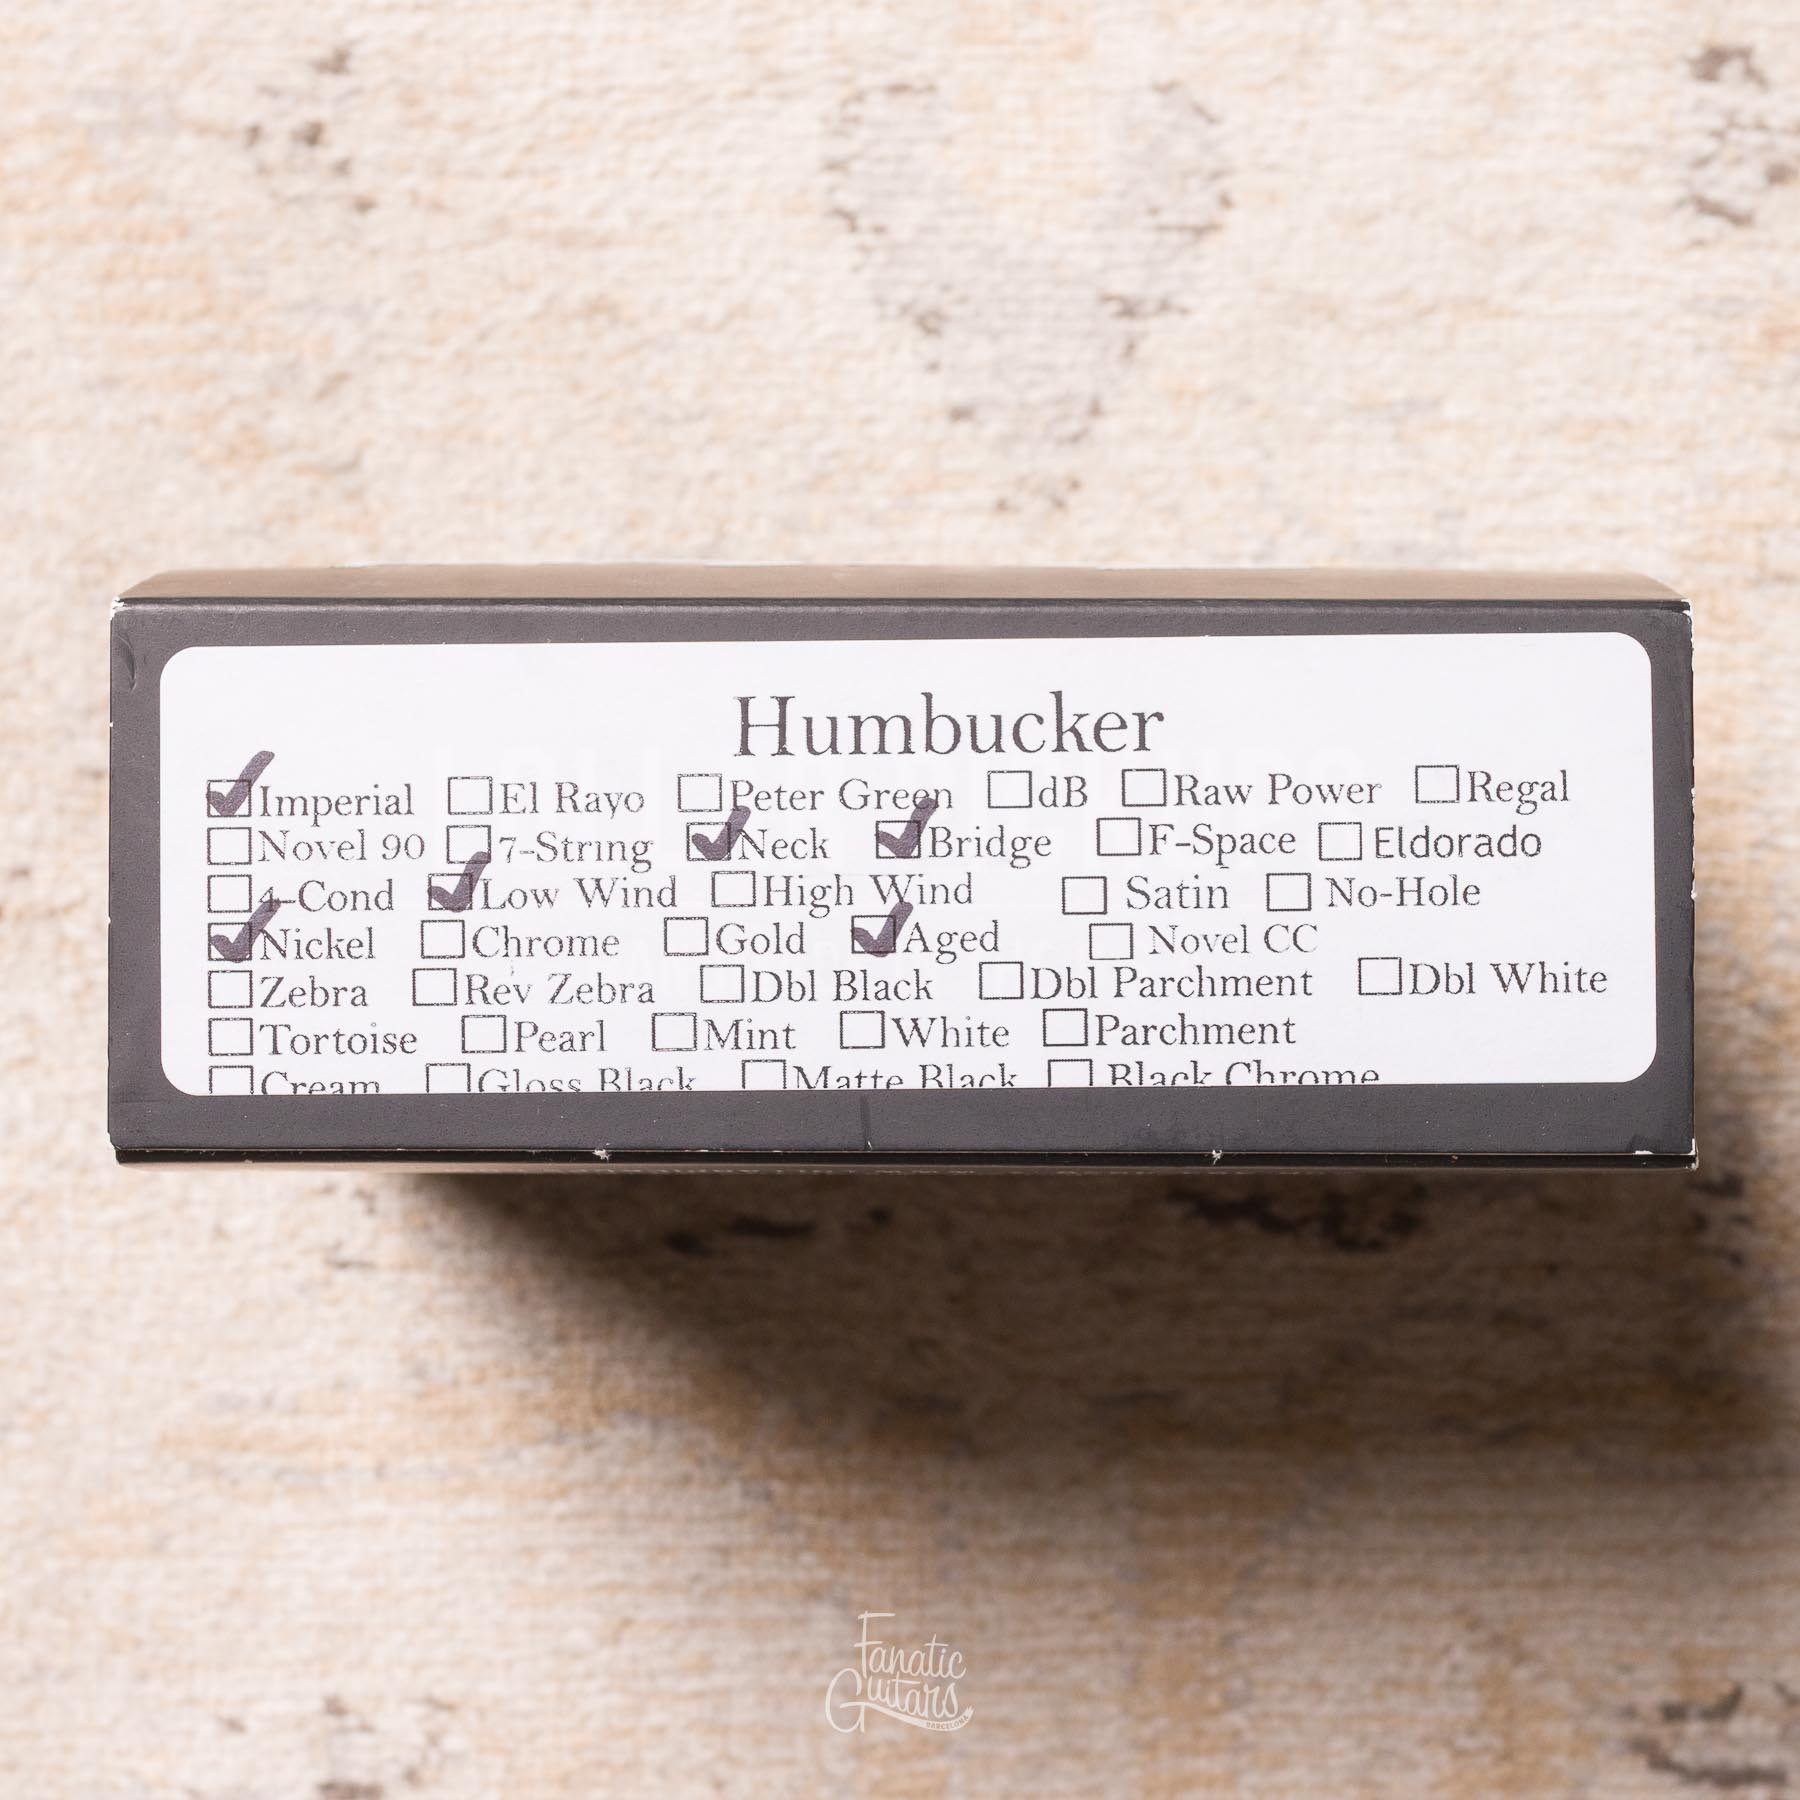 Humbucker
Imperial El Rayo Peter Green dB Raw Power Regal
Novel 90 7-String Neck Bridge F-Space Eldorado
4-Cond Low Wind High Wind Satin No-Hole
Nickel Chrome Gold Aged Novel CC
Zebra Rev Zebra Dbl Black Dbl Parchment Dbl White
Tortoise Pearl Mint White Parchment
Cream Gloss Black Matte Black Black Chrome
Fanatic
Guitars
BARCELONA